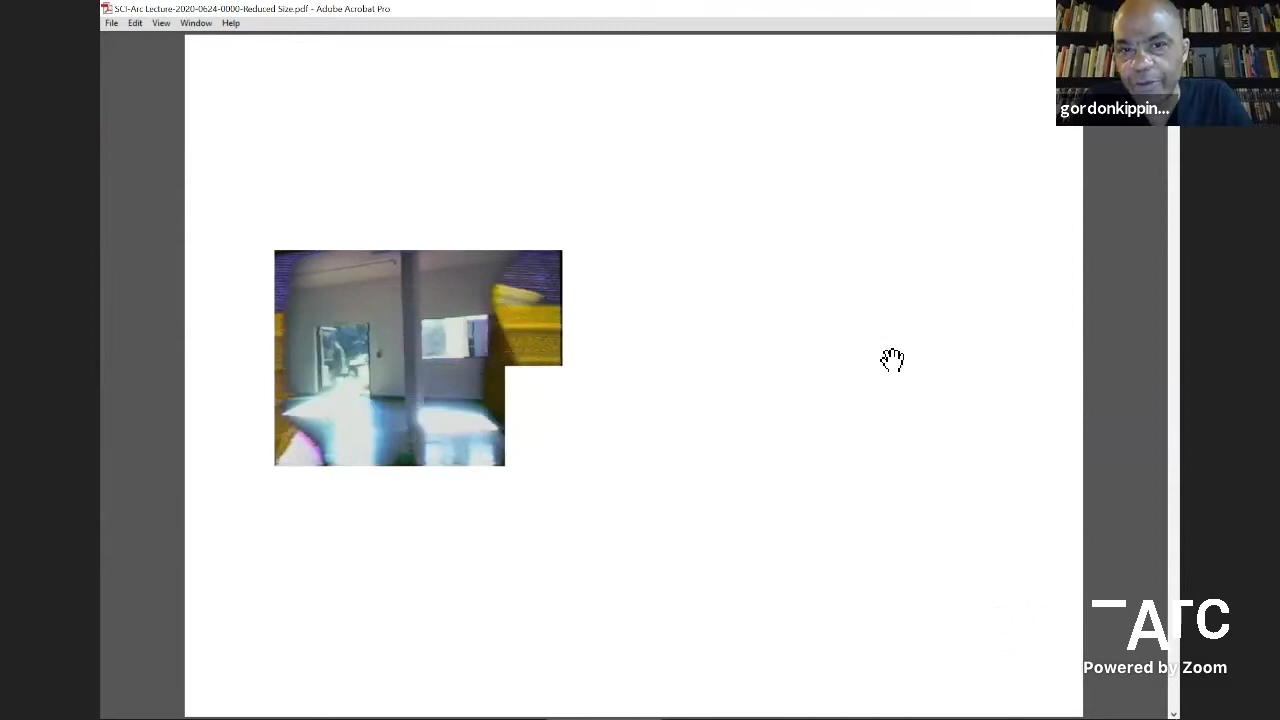 SCI-Arc Lecture-2020-0624-0000-Reduced Size.pdf - Adobe Acrobat Pro
File Edit View Window Help
gordonkippin...
Powered by Zoom